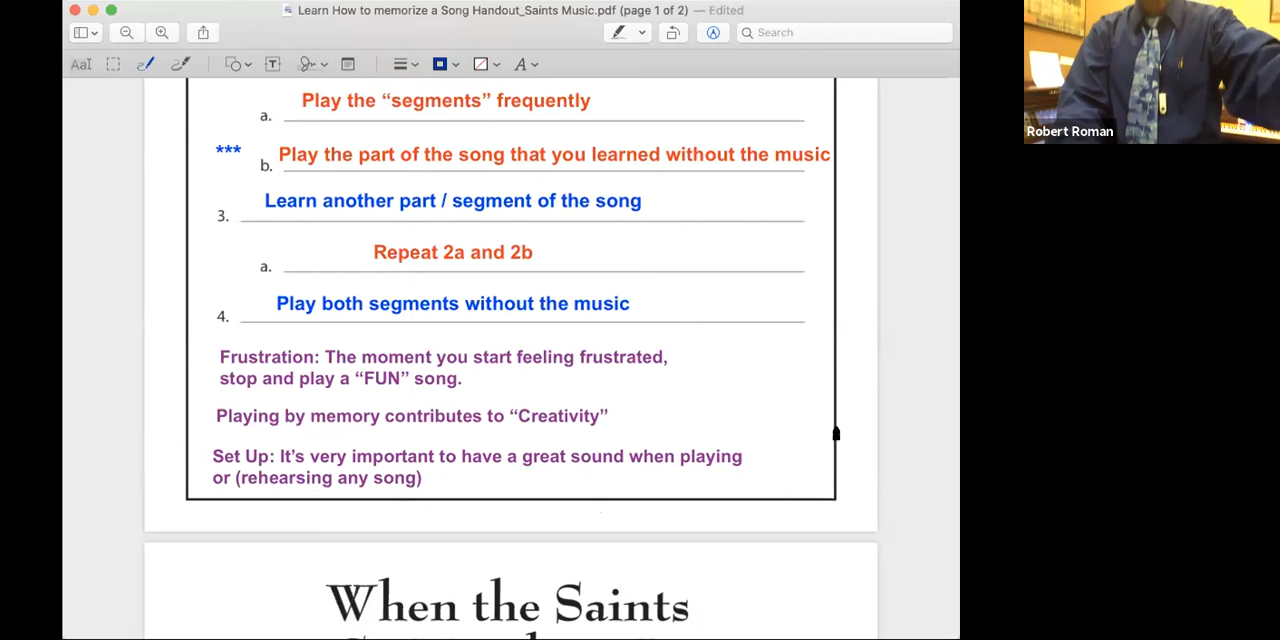 Learn How to memorize a Song Handout_Saints Music.pdf (page 1 of 2) — Edited
Search
AaI
T
A
Play the “segments” frequently
a.
*** Play the part of the song that you learned without the music
b.
Learn another part / segment of the song
3.
Repeat 2a and 2b
a.
Play both segments without the music
4.
Frustration: The moment you start feeling frustrated,
stop and play a “FUN” song.
Playing by memory contributes to “Creativity”
Set Up: It’s very important to have a great sound when playing
or (rehearsing any song)
When the Saints
Robert Roman